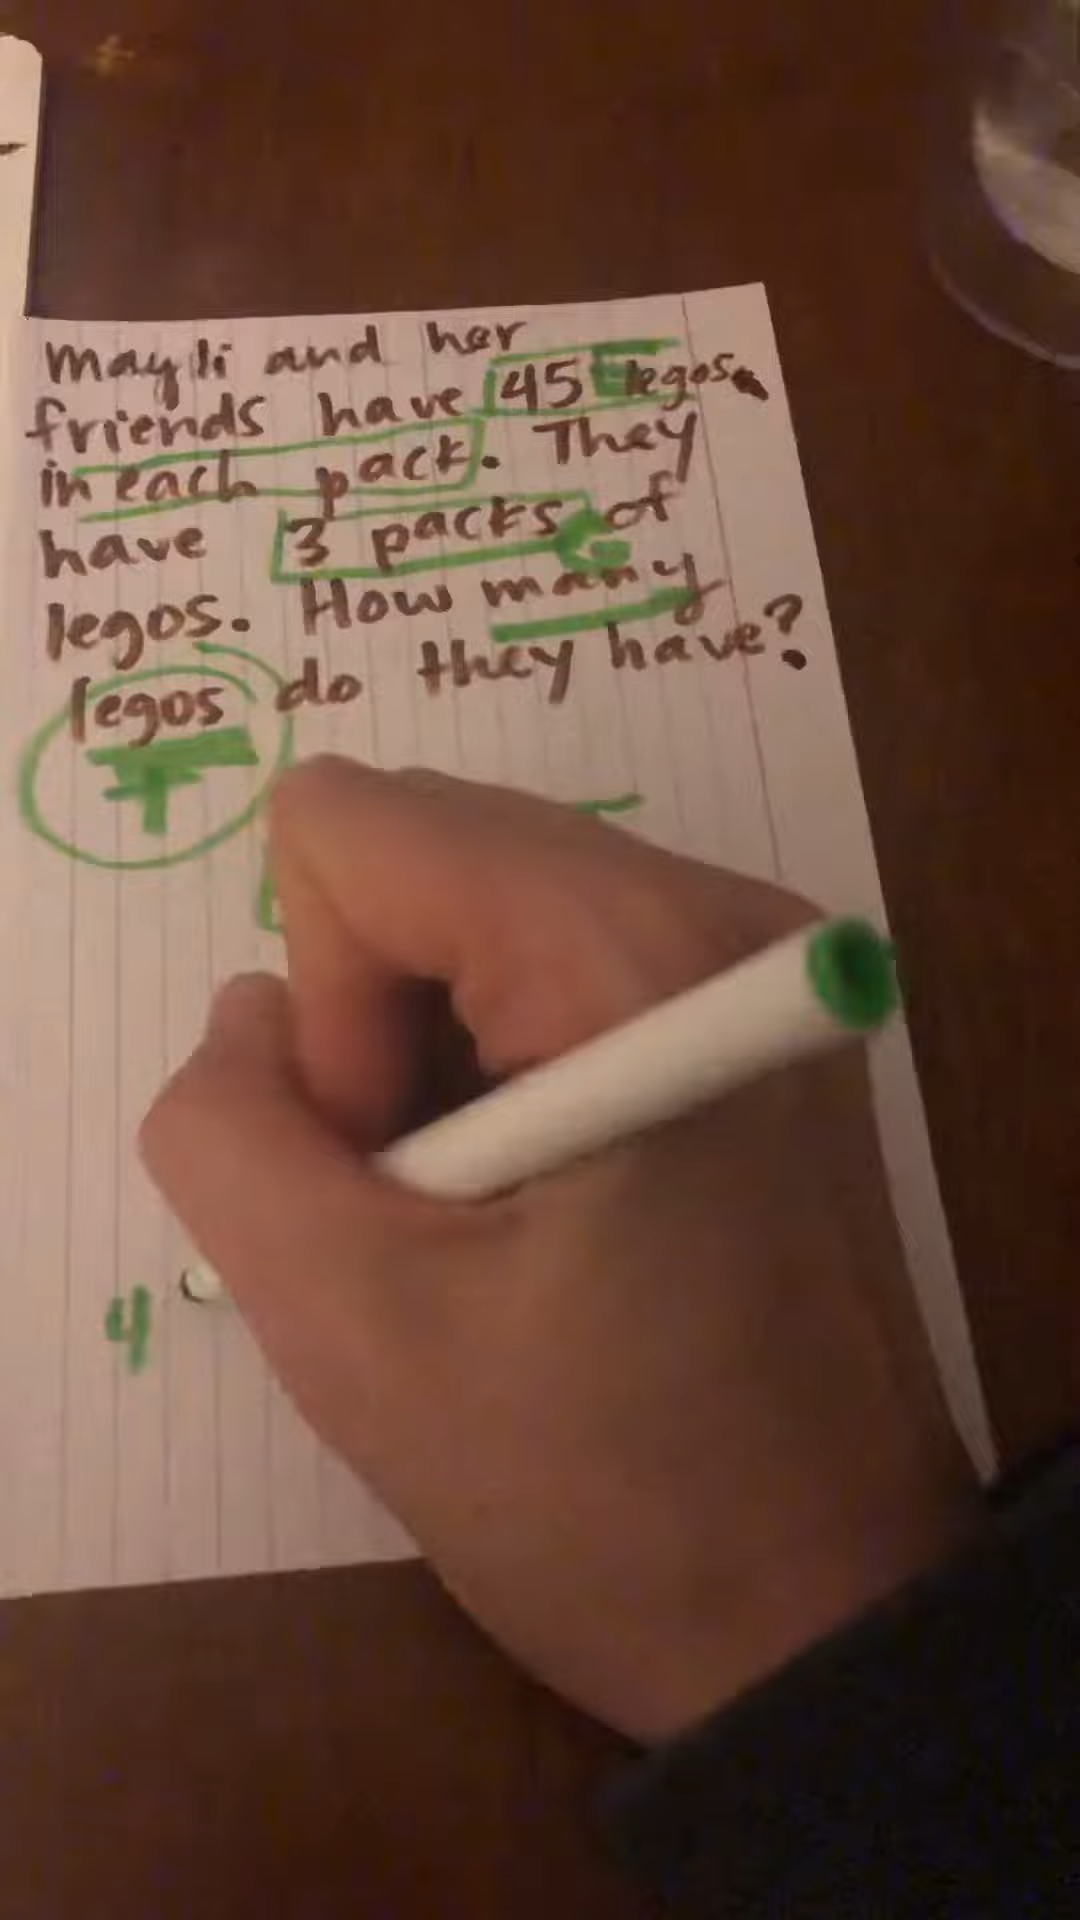 mayli and her
friends have 45 E legos
in each pack. They
have 3 packs of
legos. How many
legos do they have?
T
4